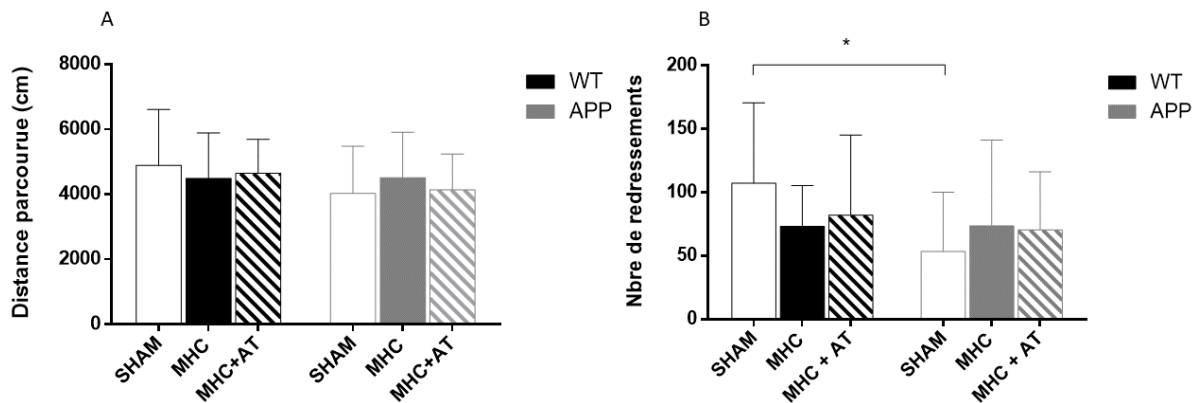 A
Distance parcourue (cm)
8000
6000
4000
2000
0
SHAM
MHC
MHC+AT
SHAM
MHC
MHC+AT
WT
APP
B
*
Nbre de redressements
200
150
100
50
0
SHAM
MHC
MHC + AT
SHAM
MHC
MHC + AT
WT
APP